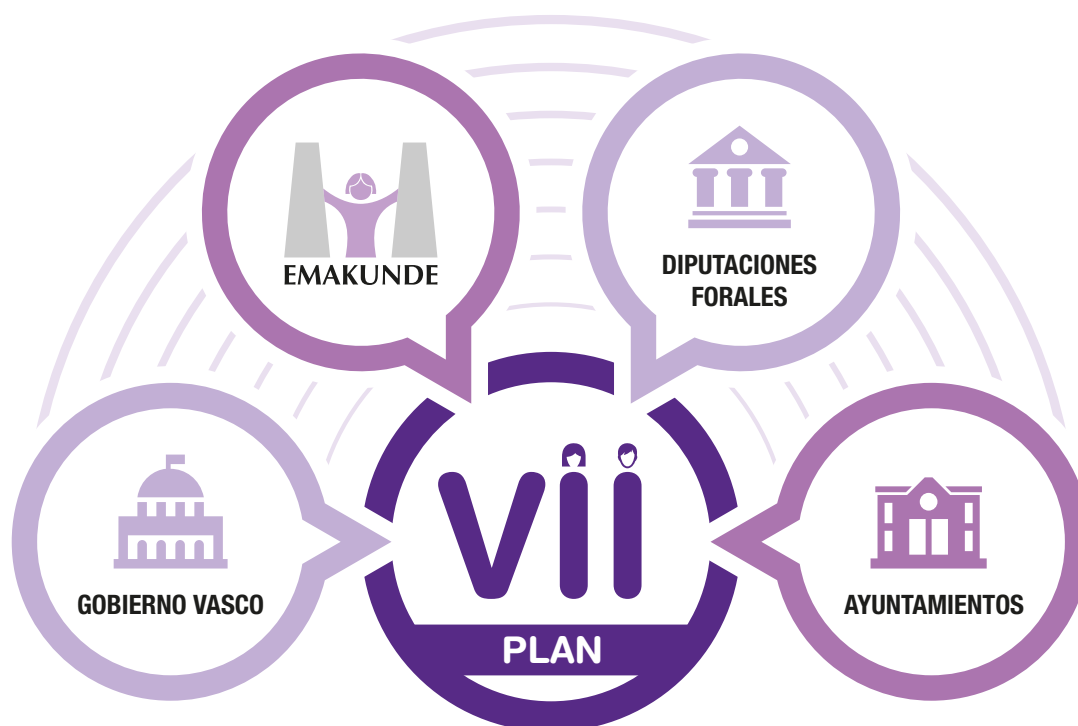 EMAKUNDE
DIPUTACIONES
FORALES
GOBIERNO VASCO
vii
PLAN
AYUNTAMIENTOS